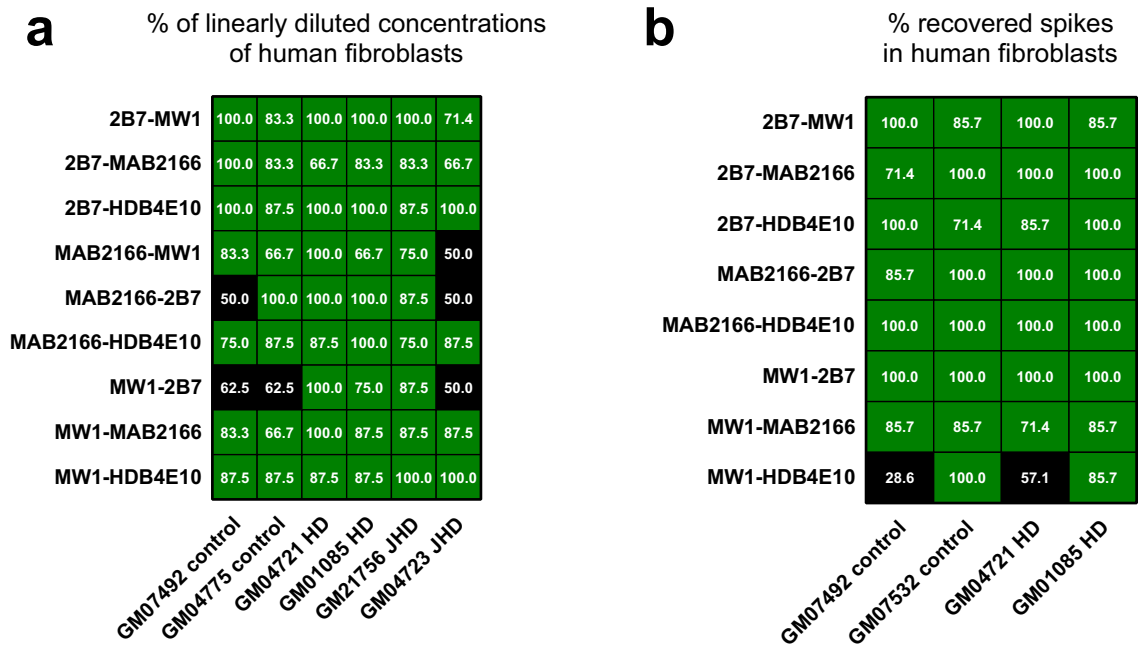 a
% of linearly diluted concentrations
of human fibroblasts
2B7-MW1 100.0 83.3 100.0 100.0 100.0 71.4
2B7-MAB2166 100.0 83.3 66.7 83.3 83.3 66.7
2B7-HDB4E10 100.0 87.5 100.0 100.0 87.5 100.0
MAB2166-MW1 83.3 66.7 100.0 66.7 75.0 50.0
MAB2166-2B7 50.0 100.0 100.0 100.0 87.5 50.0
MAB2166-HDB4E10 75.0 87.5 87.5 100.0 75.0 87.5
MW1-2B7 62.5 62.5 100.0 75.0 87.5 50.0
MW1-MAB2166 83.3 66.7 100.0 87.5 87.5 87.5
MW1-HDB4E10 87.5 87.5 87.5 87.5 100.0 100.0
GM07492 control
GM04775 control
GM04721 HD
GM01085 HD
GM21756 JHD
GM04723 JHD
b
% recovered spikes
in human fibroblasts
2B7-MW1 100.0 85.7 100.0 85.7
2B7-MAB2166 71.4 100.0 100.0 100.0
2B7-HDB4E10 100.0 71.4 85.7 100.0
MAB2166-2B7 85.7 100.0 100.0 100.0
MAB2166-HDB4E10 100.0 100.0 100.0 100.0
MW1-2B7 100.0 100.0 100.0 100.0
MW1-MAB2166 85.7 85.7 71.4 85.7
MW1-HDB4E10 28.6 100.0 57.1 85.7
GM07492 control
GM07532 control
GM04721 HD
GM01085 HD